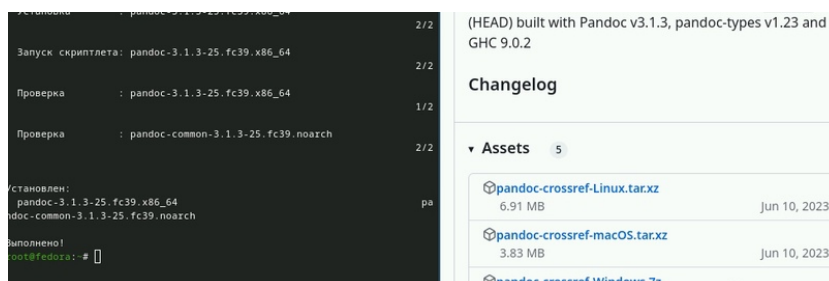 Установка
2/2
Запуск скриптлета: pandoc-3.1.3-25.fc39.x86_64
2/2
Проверка : pandoc-3.1.3-25.fc39.x86_64
1/2
Проверка : pandoc-common-3.1.3-25.fc39.noarch
2/2
Установлен:
pandoc-3.1.3-25.fc39.x86_64 pa
ndoc-common-3.1.3-25.fc39.noarch
Выполнено!
root@fedora:~#
(HEAD) built with Pandoc v3.1.3, pandoc-types v1.23 and
GHC 9.0.2
Changelog
Assets 5
pandoc-crossref-Linux.tar.xz
6.91 MB Jun 10, 2023
pandoc-crossref-macOS.tar.xz
3.83 MB Jun 10, 2023
pandoc-crossref-Windows.7z